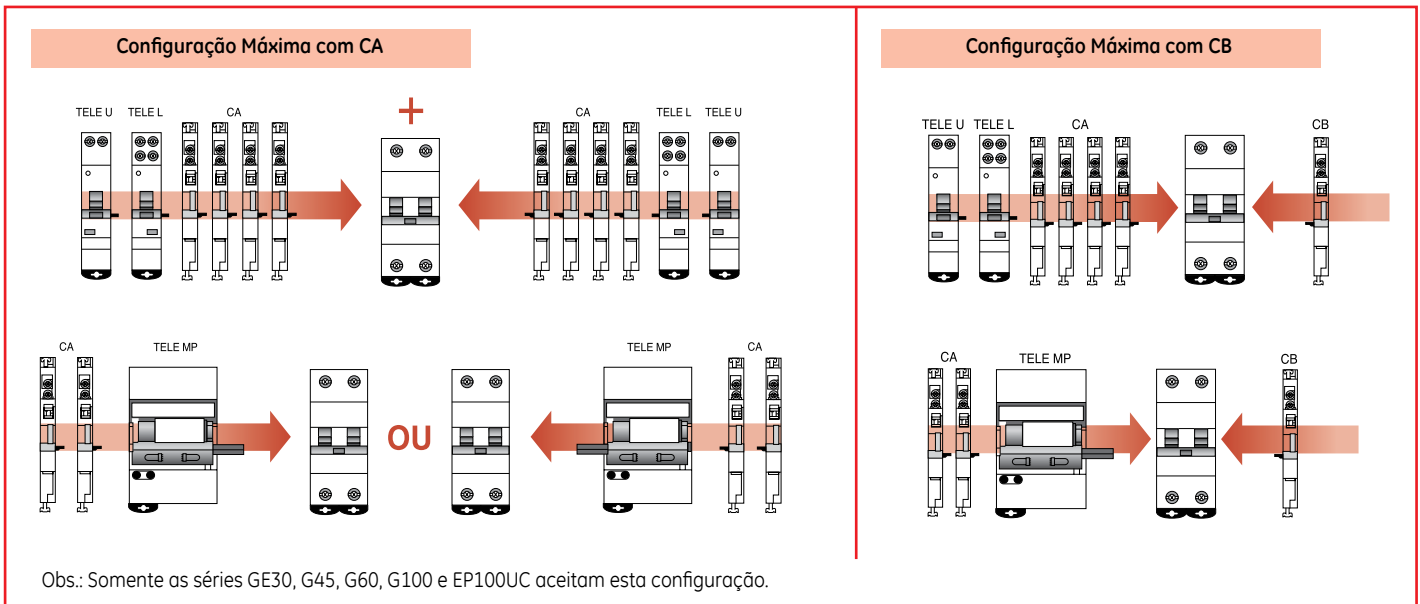 Configuração Máxima com CA
TELE U TELE L CA + CA TELE L TELE U
CA TELE MP OU TELE MP CA
Configuração Máxima com CB
TELE U TELE L CA CB
CA TELE MP CB
Obs.: Somente as séries GE30, G45, G60, G100 e EP100UC aceitam esta configuração.